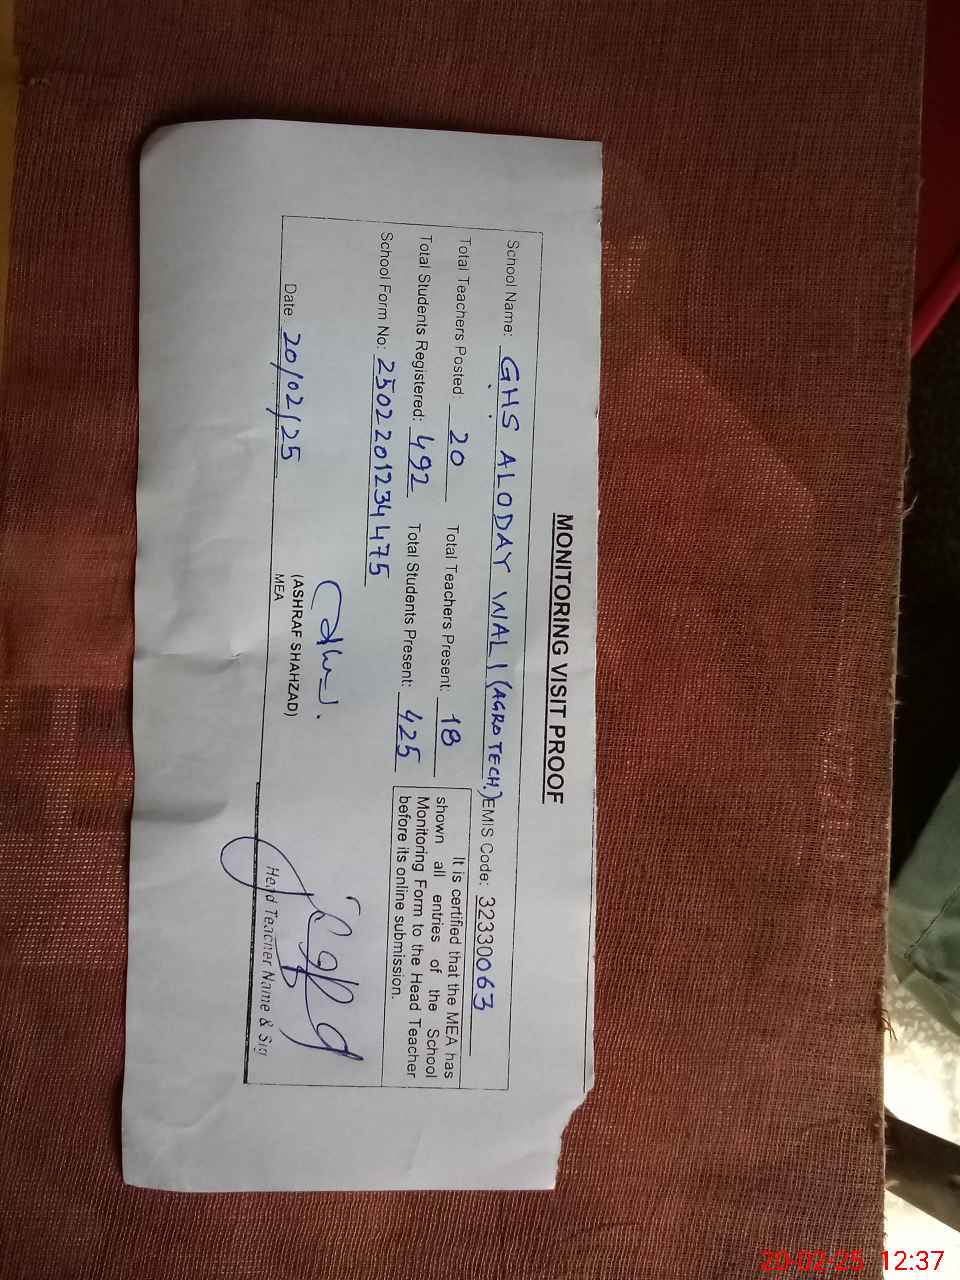 MONITORING VISIT PROOF
School Name: GHS ALODAY WALI (AGRO TECH.) EMIS Code: 32330063
Total Teachers Posted: 20 Total Teachers Present: 18
Total Students Registered: 492 Total Students Present: 425
School Form No: 2502201234475
It is certified that the MEA has
shown all entries of the School
Monitoring Form to the Head Teacher
before its online submission.
Date 20/02/25
(ASHRAF SHAHZAD)
MEA
Head Teacher Name & Sig
20-02-25 12:37